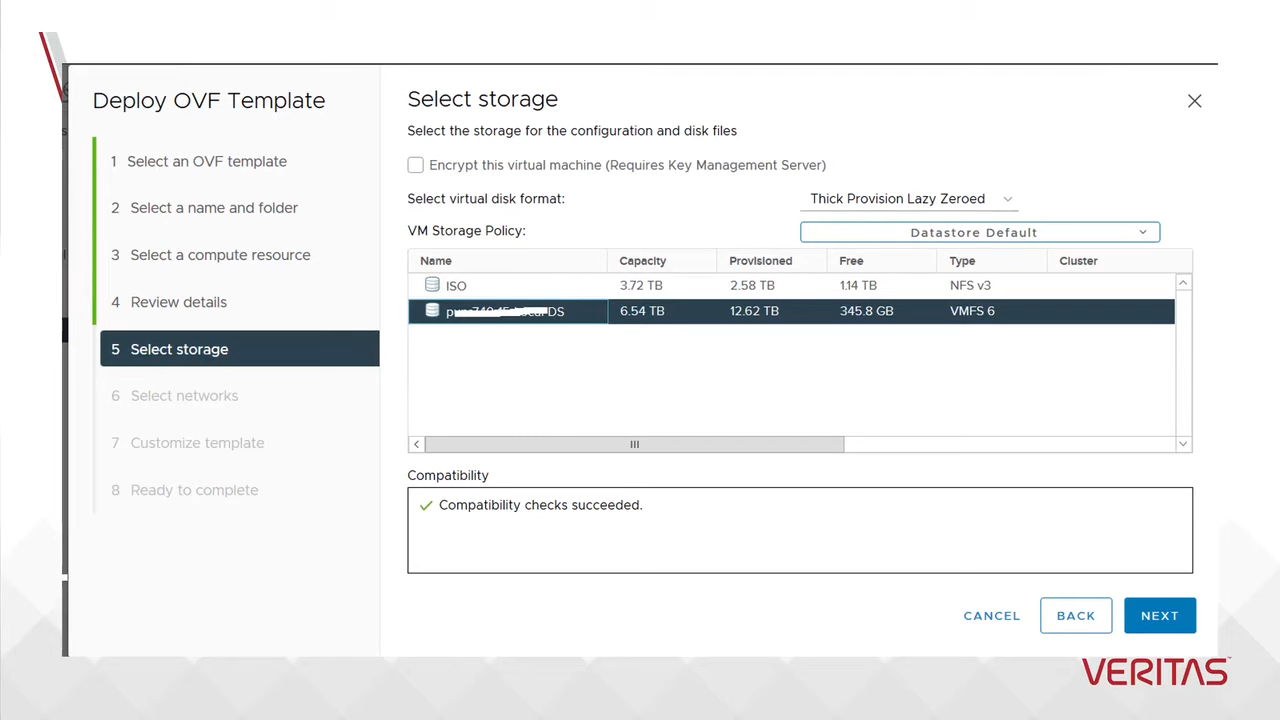 Deploy OVF Template
1 Select an OVF template
2 Select a name and folder
3 Select a compute resource
4 Review details
5 Select storage
6 Select networks
7 Customize template
8 Ready to complete
Select storage
Select the storage for the configuration and disk files
Encrypt this virtual machine (Requires Key Management Server)
Select virtual disk format: Thick Provision Lazy Zeroed
VM Storage Policy: Datastore Default
Name Capacity Provisioned Free Type Cluster
ISO 3.72 TB 2.58 TB 1.14 TB NFS v3
6.54 TB 12.62 TB 345.8 GB VMFS 6
Compatibility
Compatibility checks succeeded.
CANCEL BACK NEXT
VERITAS™